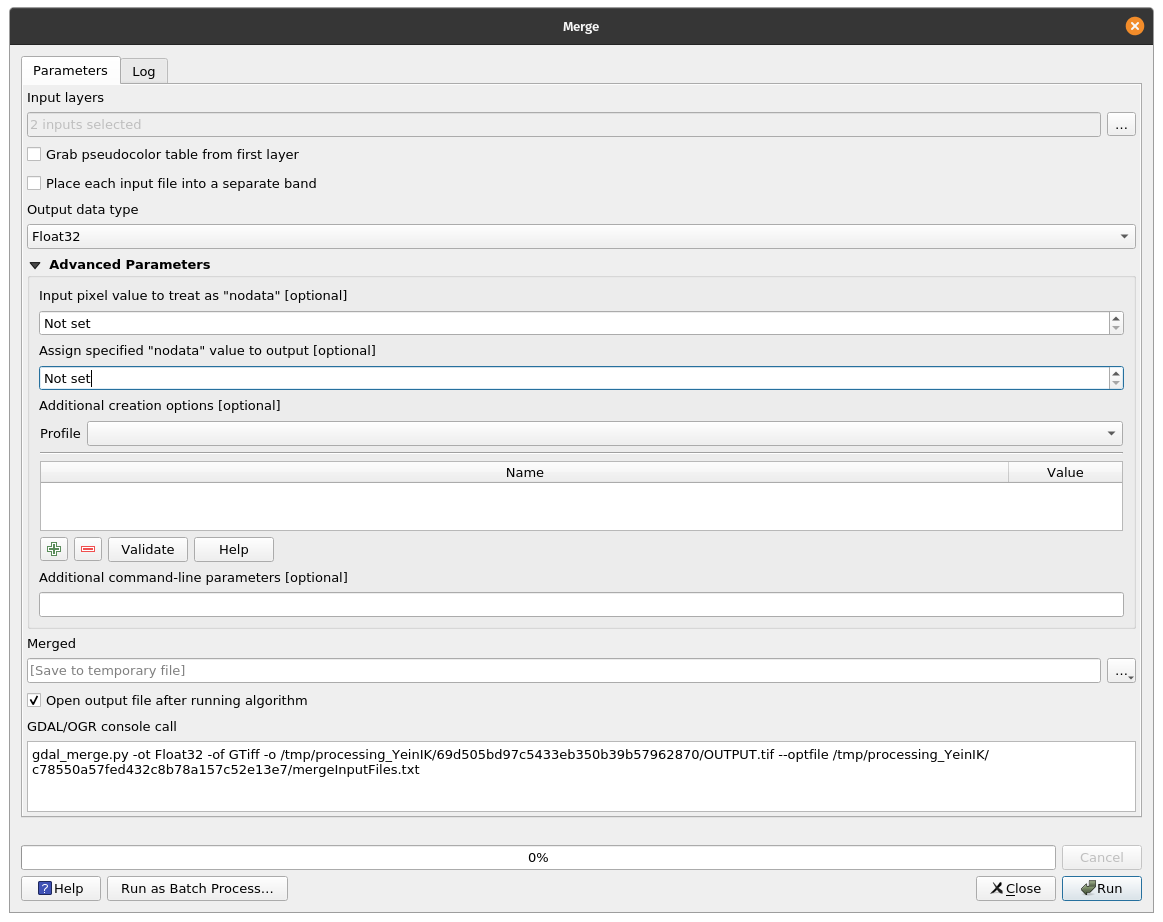 Merge
Parameters
Log
Input layers
2 inputs selected
...
Grab pseudocolor table from first layer
Place each input file into a separate band
Output data type
Float32
Advanced Parameters
Input pixel value to treat as "nodata" [optional]
Not set
Assign specified "nodata" value to output [optional]
Not set
Additional creation options [optional]
Profile
Name Value
Validate Help
Additional command-line parameters [optional]
Merged
[Save to temporary file]
...
Open output file after running algorithm
GDAL/OGR console call
gdal_merge.py -ot Float32 -of GTiff -o /tmp/processing_YeinIK/69d505bd97c5433eb350b39b57962870/OUTPUT.tif --optfile /tmp/processing_YeinIK/
c78550a57fed432c8b78a157c52e13e7/mergeInputFiles.txt
0%
Cancel
Help
Run as Batch Process...
Close
Run